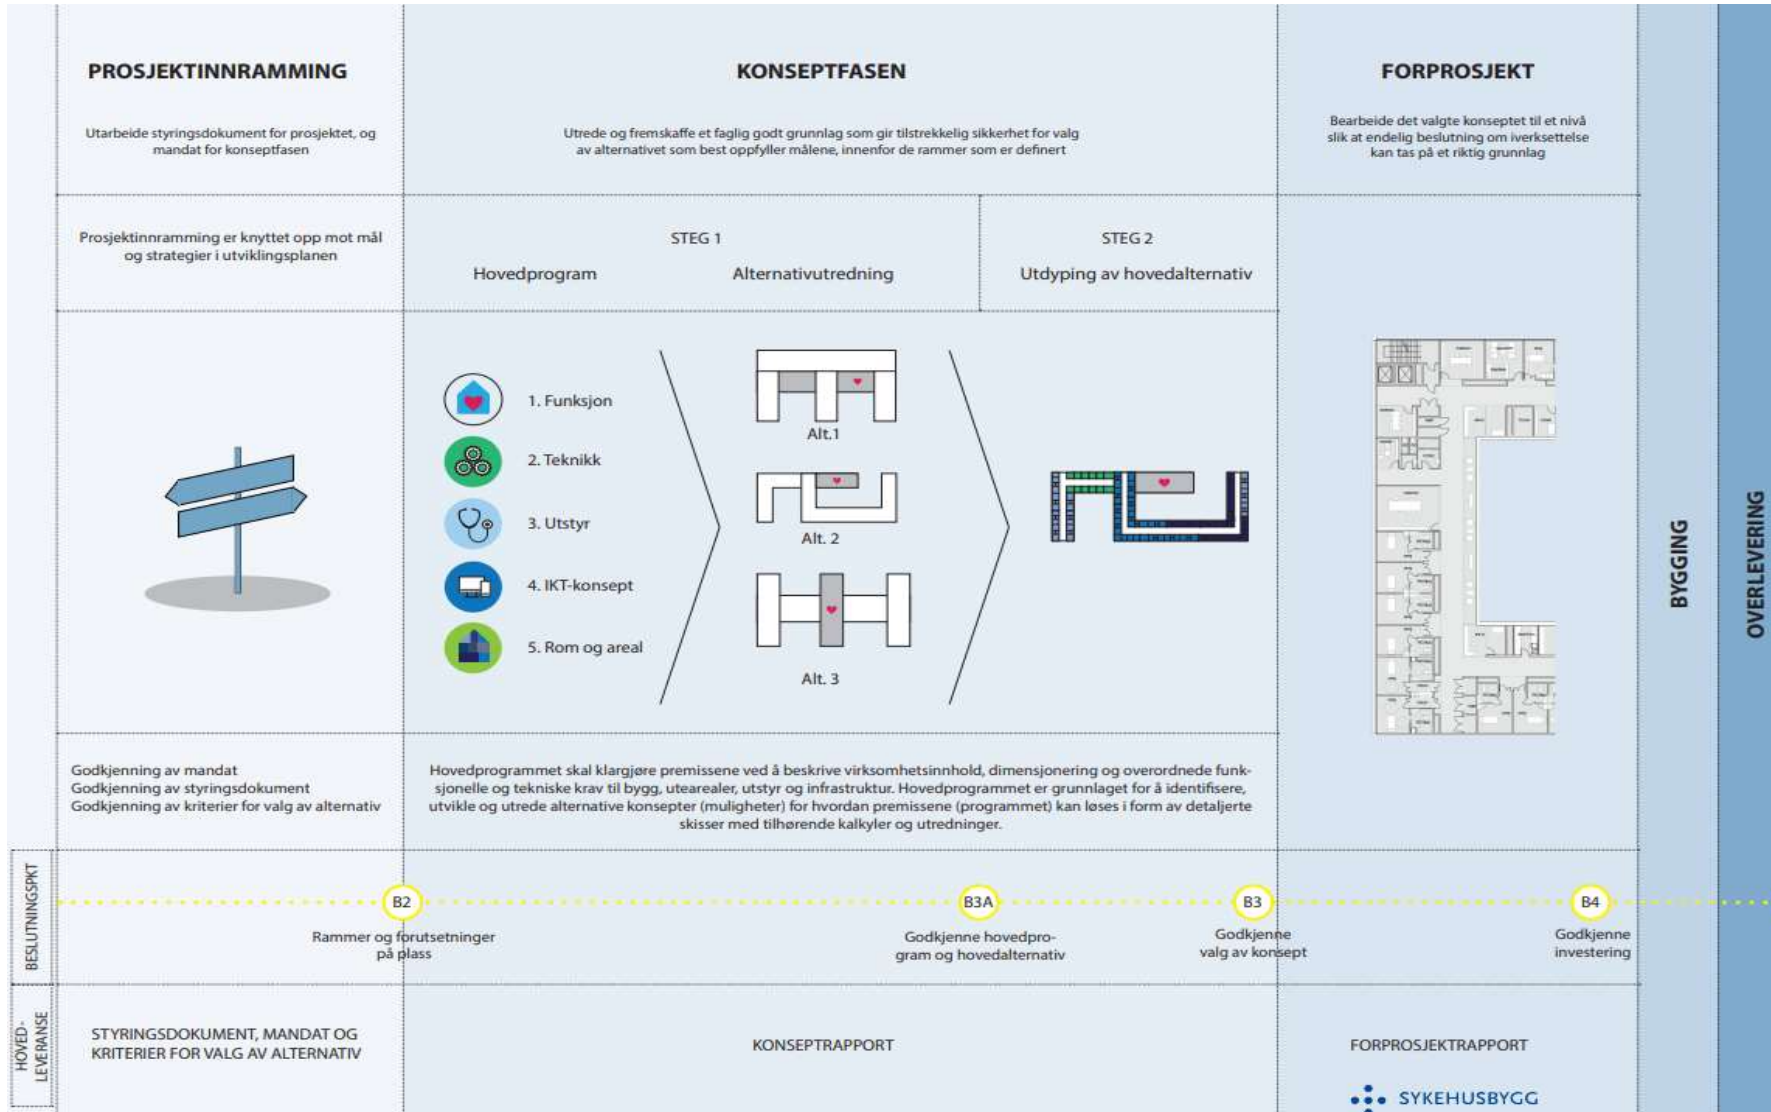 PROSJEKTINNRAMMING
Utarbeide styringsdokument for prosjektet, og
mandat for konseptfasen
KONSEPTFASEN
Utrede og fremskaffe et faglig godt grunnlag som gir tilstrekkelig sikkerhet for valg
av alternativet som best oppfyller målene, innenfor de rammer som er definert
FORPROSJEKT
Bearbeide det valgte konseptet til et nivå
slik at endelig beslutning om iverksettelse
kan tas på et riktig grunnlag
Prosjektinnramming er knyttet opp mot mål
og strategier i utviklingsplanen
STEG 1
Hovedprogram
Alternativutredning
STEG 2
Utdyping av hovedalternativ
1. Funksjon
2. Teknikk
3. Utstyr
4. IKT-konsept
5. Rom og areal
Alt.1
Alt. 2
Alt. 3
BYGGING
OVERLEVERING
Godkjenning av mandat
Godkjenning av styringsdokument
Godkjenning av kriterier for valg av alternativ
Hovedprogrammet skal klargjøre premissene ved å beskrive virksomhetsinnhold, dimensjonering og overordnede funk-
sjonelle og tekniske krav til bygg, utearealer, utstyr og infrastruktur. Hovedprogrammet er grunnlaget for å identifisere,
utvikle og utrede alternative konsepter (muligheter) for hvordan premissene (programmet) kan løses i form av detaljerte
skisser med tilhørende kalkyler og utredninger.
BESLUTNINGSPKT
B2
Rammer og forutsetninger
på plass
B3A
Godkjenne hovedpro-
gram og hovedalternativ
B3
Godkjenne
valg av konsept
B4
Godkjenne
investering
HOVED-
LEVERANSE
STYRINGSDOKUMENT, MANDAT OG
KRITERIER FOR VALG AV ALTERNATIV
KONSEPTRAPPORT
FORPROSJEKTRAPPORT
SYKEHUSBYGG